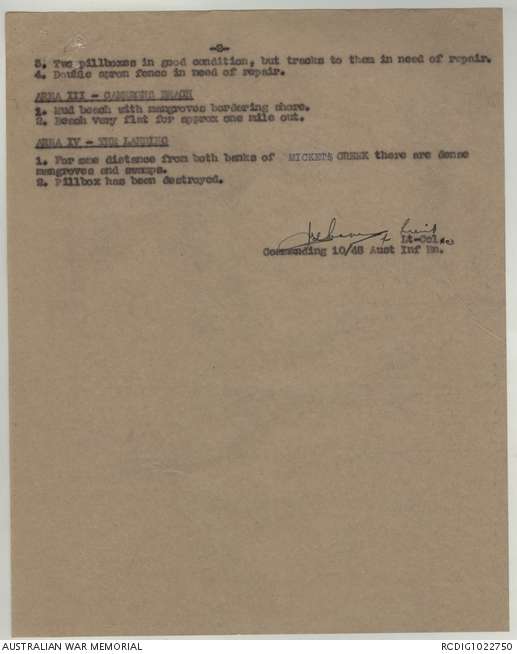 -2-
3. Two pillboxes in good condition, but tracks to them in need of repair.
4. Double apron fence in need of repair.
AREA III - CAMERONS BEACH
1. Mud beach with mangroves bordering shore.
2. Beach very flat for approx one mile out.
AREA IV - THE LANDING
1. For some distance from both banks of MICKETS CREEK there are dense
mangroves and swamps.
2. Pillbox has been destroyed.
Lt-Col.
Commanding 10/48 Aust Inf Bn.
AUSTRALIAN WAR MEMORIAL
RCDIG1022750